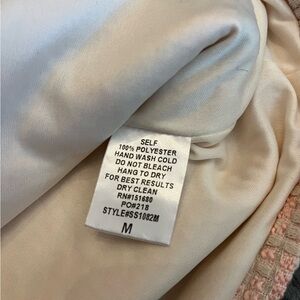 SELF
100% POLYESTER
HAND WASH COLD
DO NOT BLEACH
HANG TO DRY
FOR BEST RESULTS
DRY CLEAN
RN#151680
PO#218
STYLE#SS1082M
M